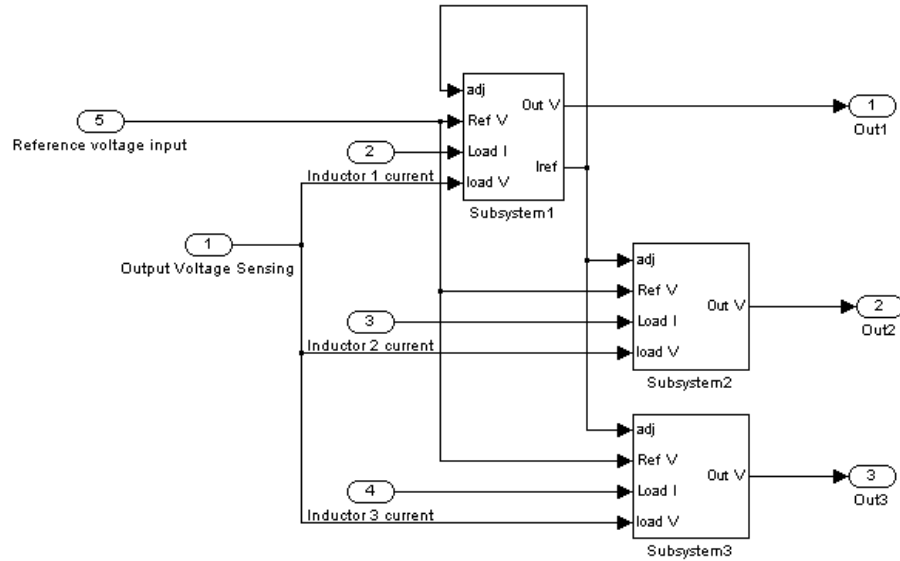 adj
Out V
1
Out1
5
Ref V
Reference voltage input
2
Load I
Iref
Inductor 1 current
load V
Subsystem1
1
Output Voltage Sensing
adj
Ref V
Out V
2
Out2
3
Load I
Inductor 2 current
load V
Subsystem2
adj
Ref V
Out V
3
Out3
4
Load I
Inductor 3 current
load V
Subsystem3